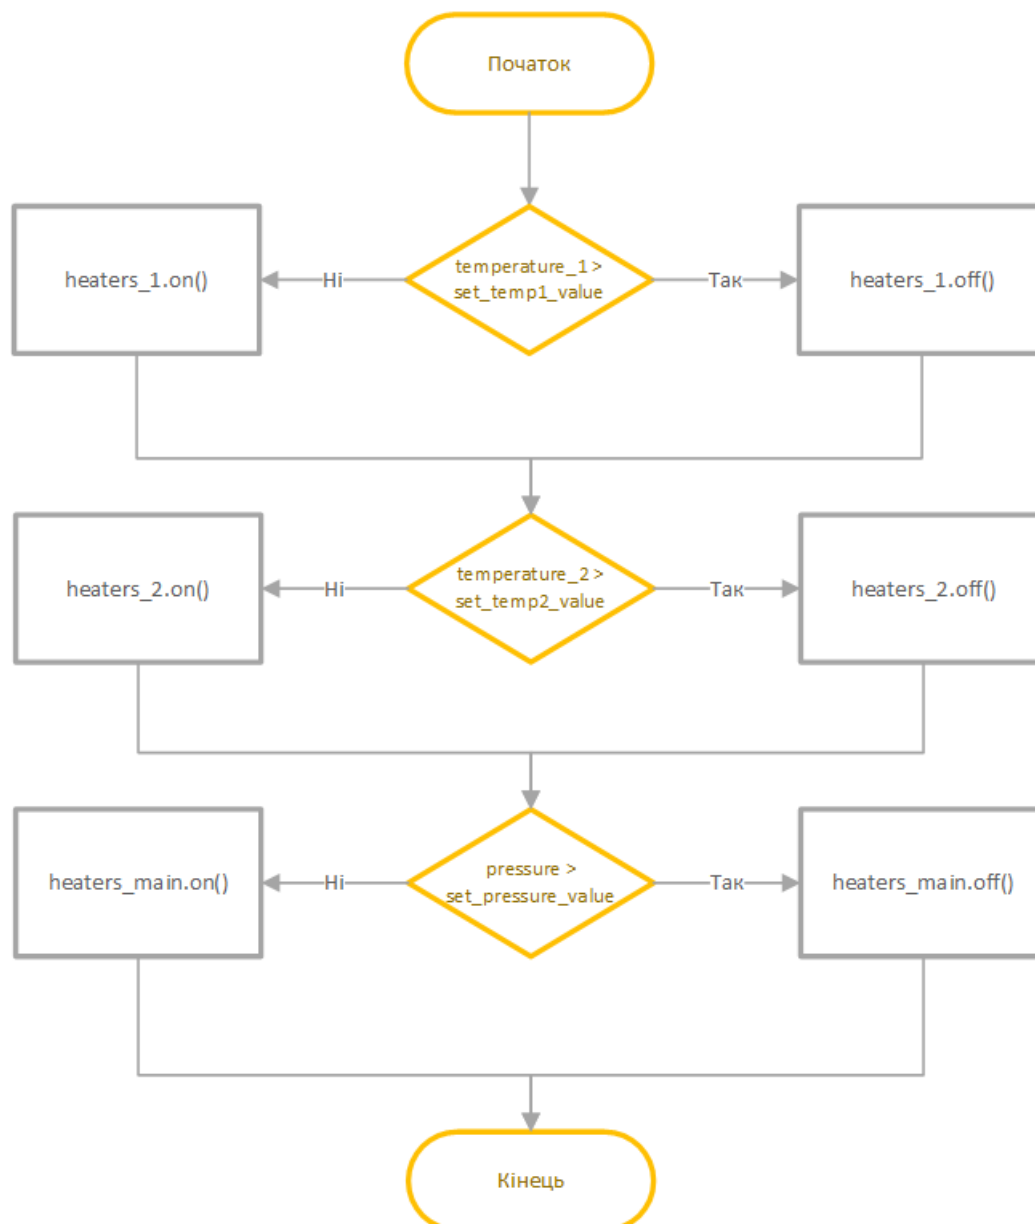 Початок
temperature_1 >
set_temp1_value
heaters_1.on()
Ні
Так
heaters_1.off()
temperature_2 >
set_temp2_value
heaters_2.on()
Ні
Так
heaters_2.off()
pressure >
set_pressure_value
heaters_main.on()
Ні
Так
heaters_main.off()
Кінець